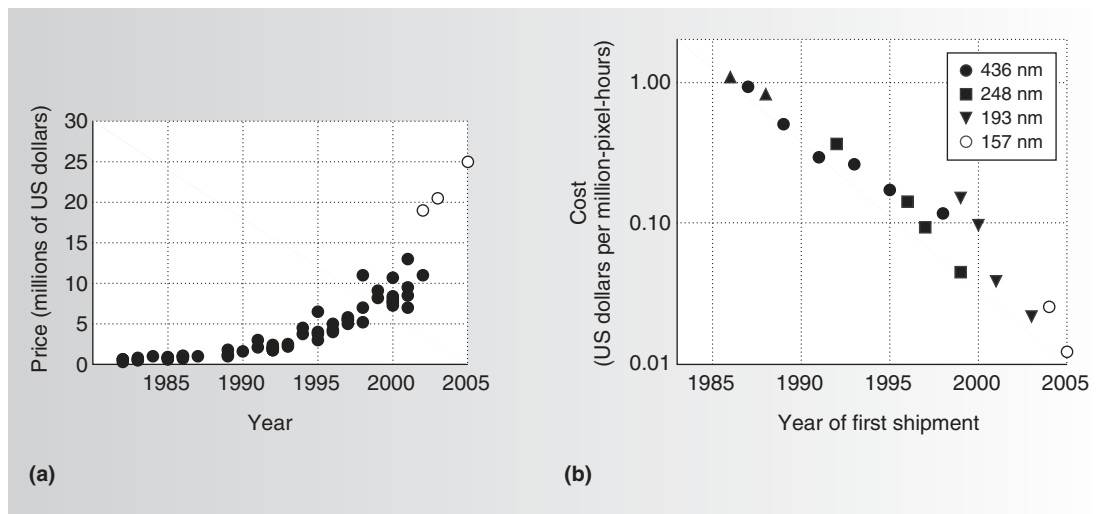 Price (millions of US dollars)
30
25
20
15
10
5
0
1985 1990 1995 2000 2005
Year
(a)
Cost
(US dollars per million-pixel-hours)
1.00
0.10
0.01
436 nm
248 nm
193 nm
157 nm
1985 1990 1995 2000 2005
Year of first shipment
(b)